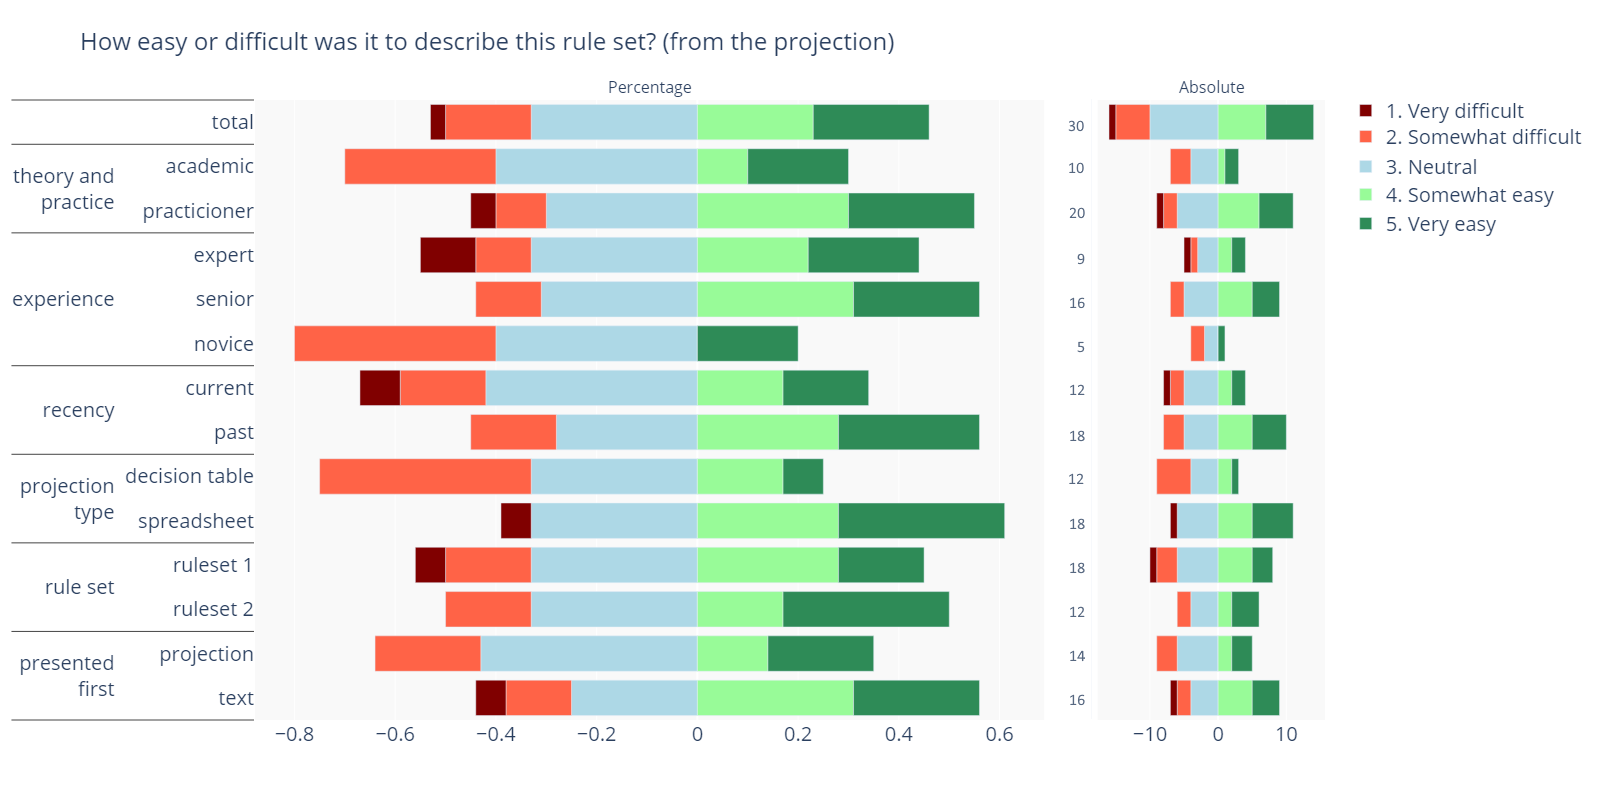 How easy or difficult was it to describe this rule set? (from the projection)
Percentage
Absolute
1. Very difficult
2. Somewhat difficult
3. Neutral
4. Somewhat easy
5. Very easy
total
30
theory and
practice
academic
10
practicioner
20
experience
expert
9
senior
16
novice
5
recency
current
12
past
18
projection
type
decision table
12
spreadsheet
18
rule set
ruleset 1
18
ruleset 2
12
presented
first
projection
14
text
16
−0.8 −0.6 −0.4 −0.2 0 0.2 0.4 0.6
−10 0 10